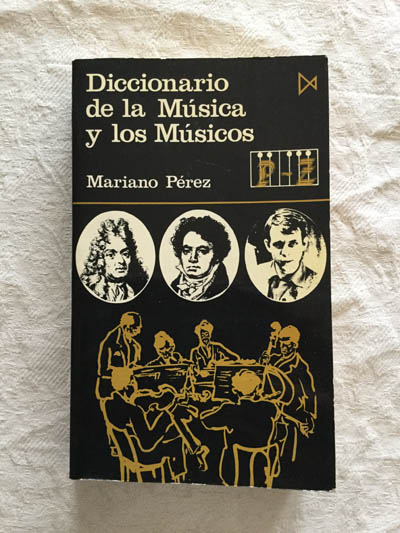 Diccionario
de la Música
y los Músicos
P-Z
Mariano Pérez